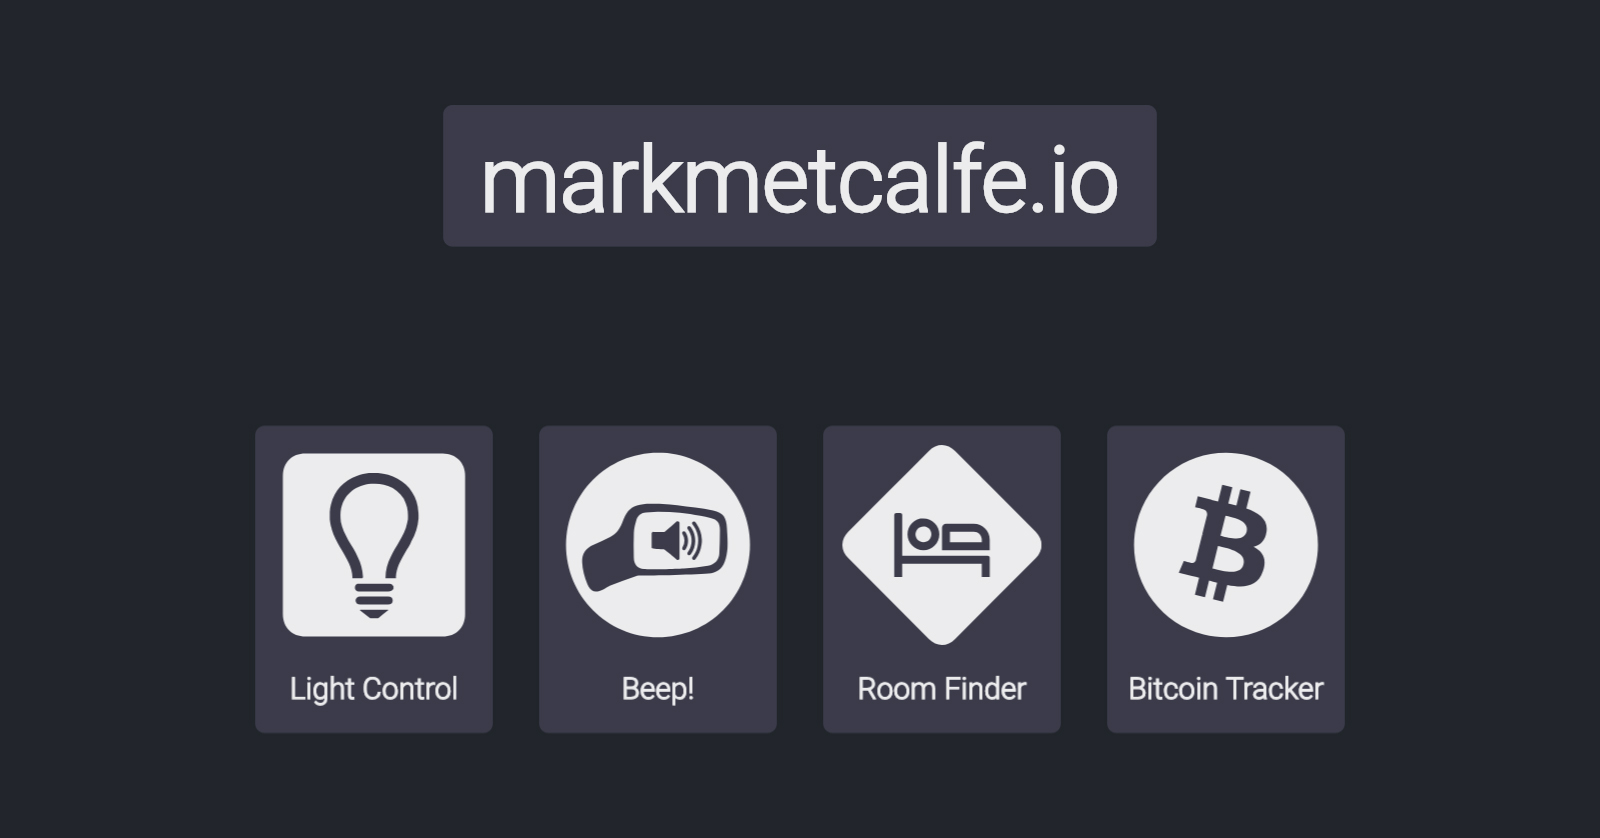 markmetcalfe.io
Light Control
Beep!
Room Finder
Bitcoin Tracker